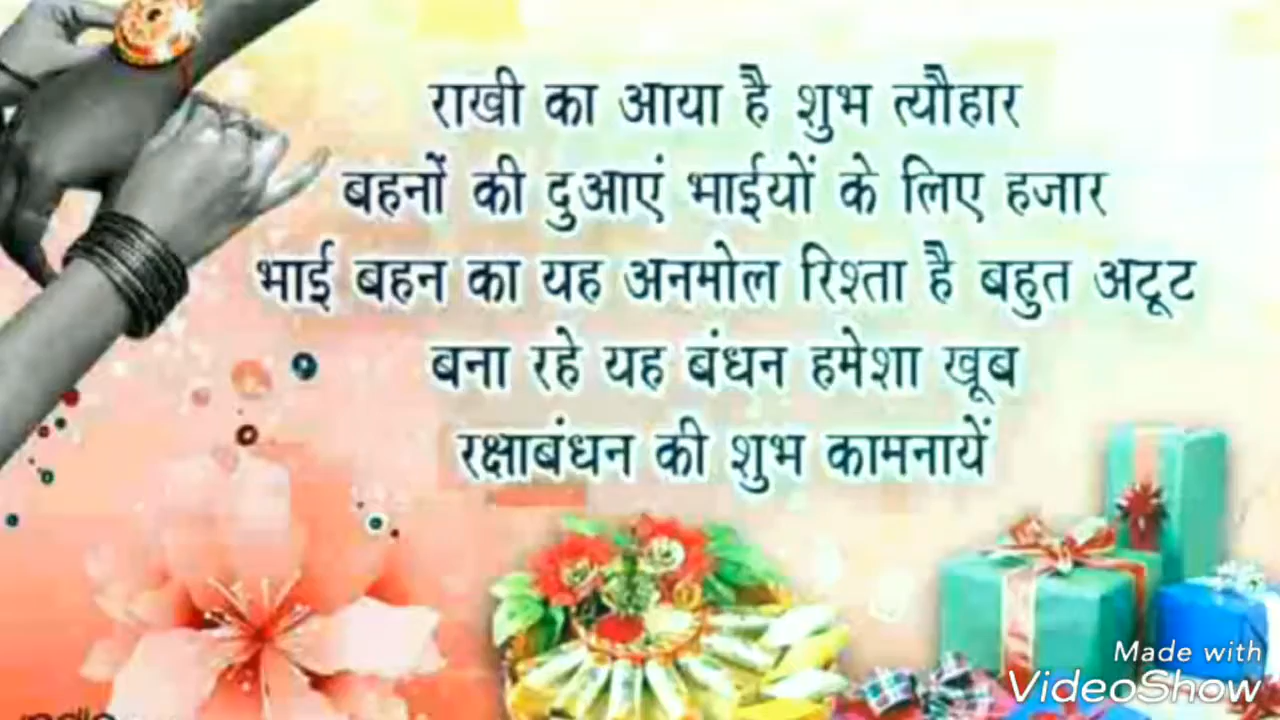 राखी का आया है शुभ त्यौहार
बहनों की दुआएं भाईयों के लिए हजार
भाई बहन का यह अनमोल रिश्ता है बहुत अटूट
बना रहे यह बंधन हमेशा खूब
रक्षाबंधन की शुभ कामनायें
Made with
VideoShow